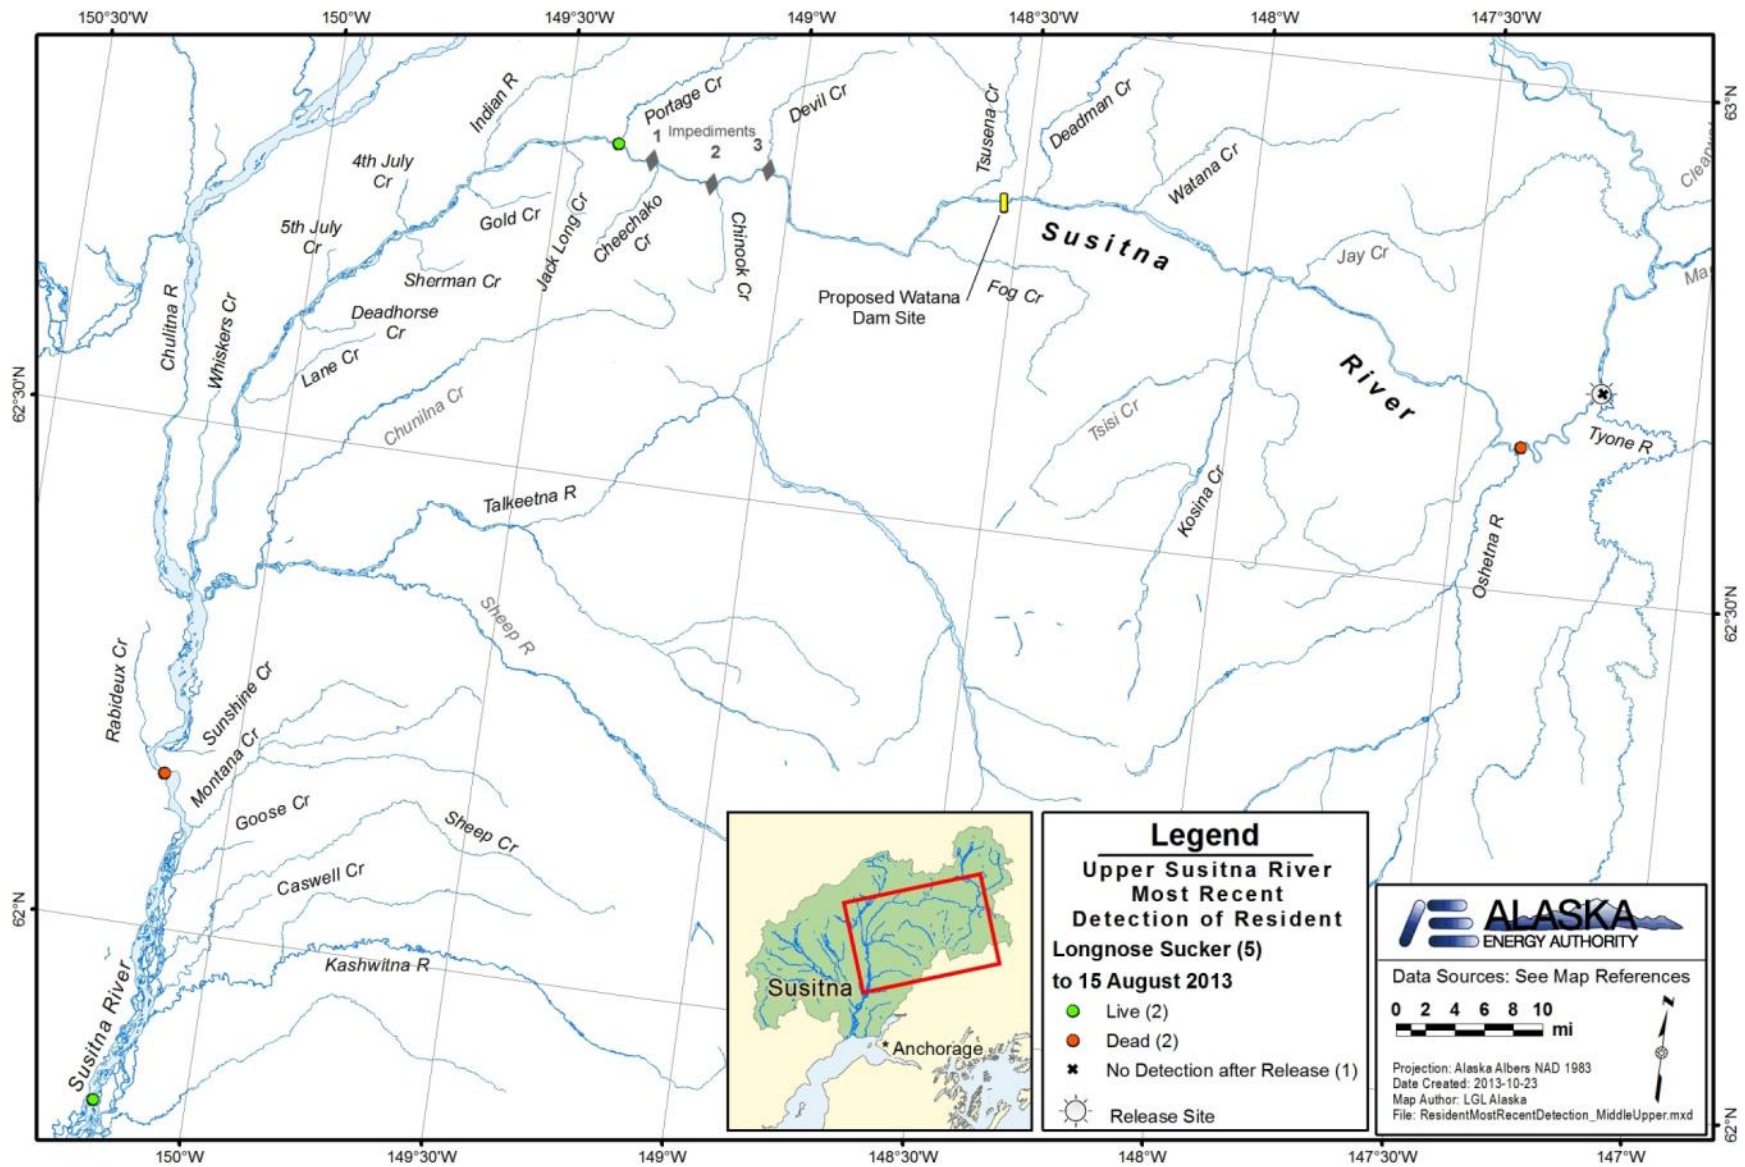 150°30'W
150°W
149°30'W
149°W
148°30'W
148°W
147°30'W
63°N
62°30'N
62°30'N
62°N
62°N
Indian R
Portage Cr
Impediments
1
2
3
Devil Cr
Tsusena Cr
Deadman Cr
Watana Cr
4th July
Cr
5th July
Cr
Gold Cr
Jack Long Cr
Cheechako
Cr
Chinook Cr
Susitna
River
Jay Cr
Fog Cr
Proposed Watana
Dam Site
Sherman Cr
Deadhorse
Cr
Lane Cr
Chulitna R
Whiskers Cr
Chunilna Cr
Talkeetna R
Tsisi Cr
Kosina Cr
Tyone R
Oshetna R
Sheep R
Rabideux Cr
Sunshine Cr
Montana Cr
Goose Cr
Sheep Cr
Caswell Cr
Kashwitna R
Susitna River
Susitna
Anchorage
Legend
Upper Susitna River
Most Recent
Detection of Resident
Longnose Sucker (5)
to 15 August 2013
Live (2)
Dead (2)
No Detection after Release (1)
Release Site
ALASKA
ENERGY AUTHORITY
Data Sources: See Map References
0 2 4 6 8 10
mi
N
Projection: Alaska Albers NAD 1983
Date Created: 2013-10-23
Map Author: LGL Alaska
File: ResidentMostRecentDetection_MiddleUpper.mxd
150°W
149°30'W
149°W
148°30'W
148°W
147°30'W
147°W